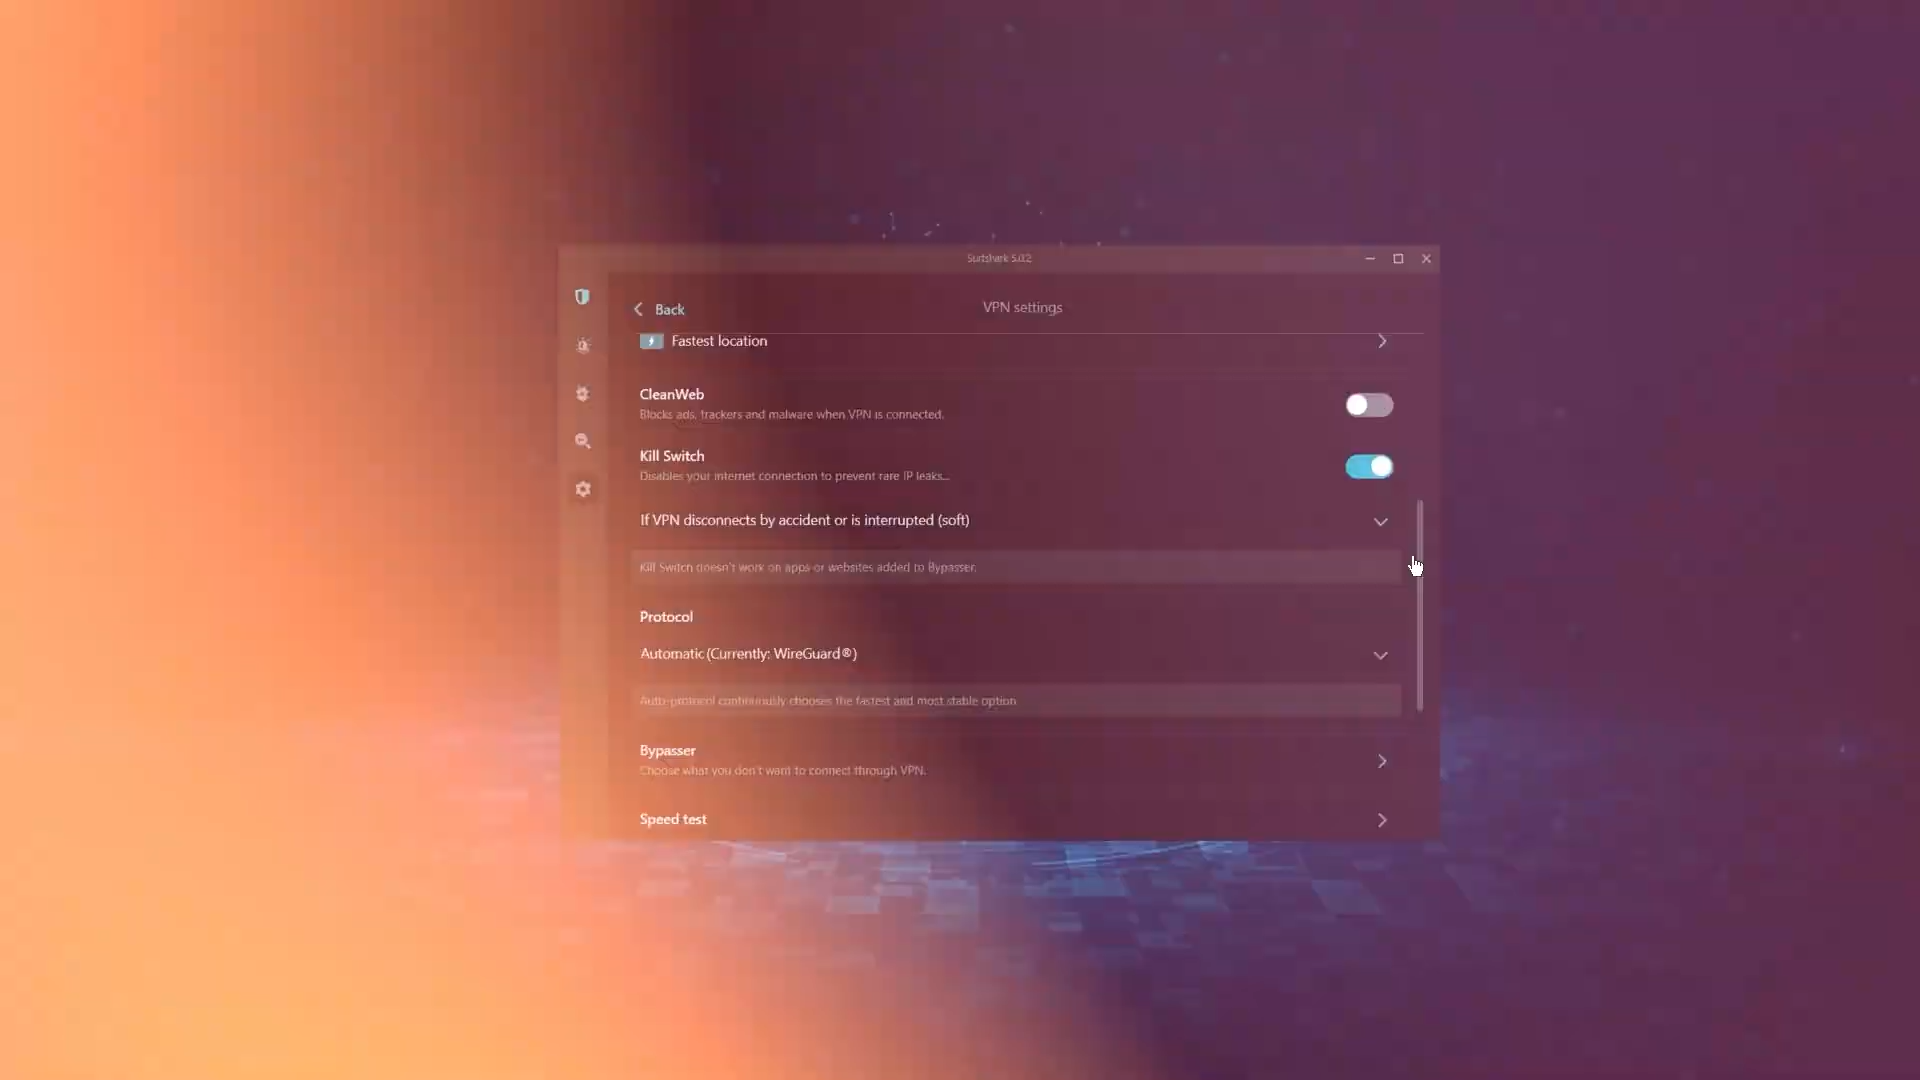 Surfshark 5.0.2
Back
VPN settings
Fastest location
CleanWeb
Blocks ads, trackers and malware when VPN is connected.
Kill Switch
Disables your internet connection to prevent rare IP leaks...
If VPN disconnects by accident or is interrupted (soft)
Kill Switch doesn't work on apps or websites added to Bypasser.
Protocol
Automatic (Currently: WireGuard®)
Auto-protocol continuously chooses the fastest and most stable option
Bypasser
Choose what you don't want to connect through VPN.
Speed test